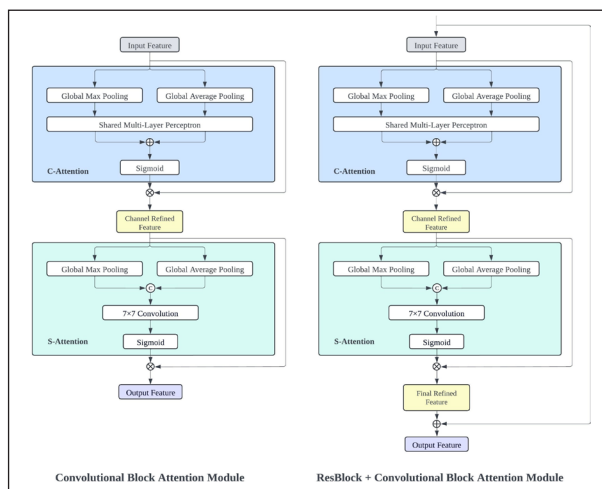 Input Feature
Global Max Pooling
Global Average Pooling
Shared Multi-Layer Perceptron
C-Attention
Sigmoid
Channel Refined
Feature
Global Max Pooling
Global Average Pooling
C
7×7 Convolution
S-Attention
Sigmoid
Output Feature
Convolutional Block Attention Module
Input Feature
Global Max Pooling
Global Average Pooling
Shared Multi-Layer Perceptron
C-Attention
Sigmoid
Channel Refined
Feature
Global Max Pooling
Global Average Pooling
C
7×7 Convolution
S-Attention
Sigmoid
Final Refined
Feature
Output Feature
ResBlock + Convolutional Block Attention Module